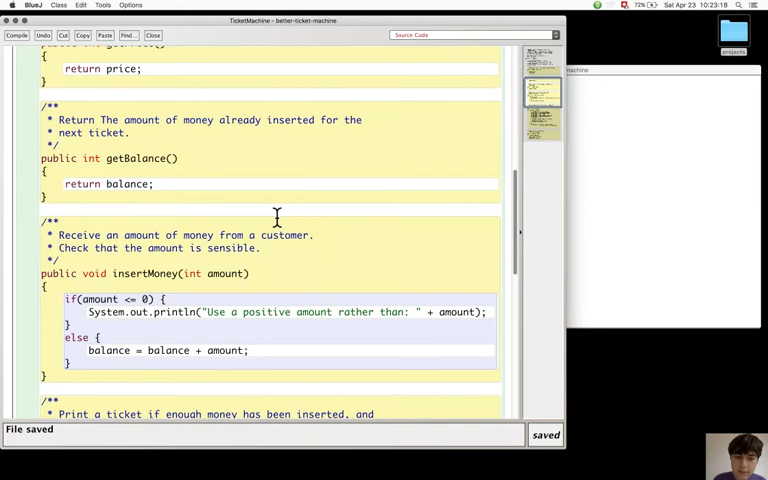 BlueJ Class Edit Tools Options
72% Sat Apr 23 10:23:18
TicketMachine - better-ticket-machine
Compile Undo Cut Copy Paste Find... Close
Source Code
projects
machine
{
return price;
}
/**
* Return The amount of money already inserted for the
* next ticket.
*/
public int getBalance()
{
return balance;
}
/**
* Receive an amount of money from a customer.
* Check that the amount is sensible.
*/
public void insertMoney(int amount)
{
if(amount <= 0) {
System.out.println("Use a positive amount rather than: " + amount);
}
else {
balance = balance + amount;
}
}
/**
* Print a ticket if enough money has been inserted, and
File saved
saved